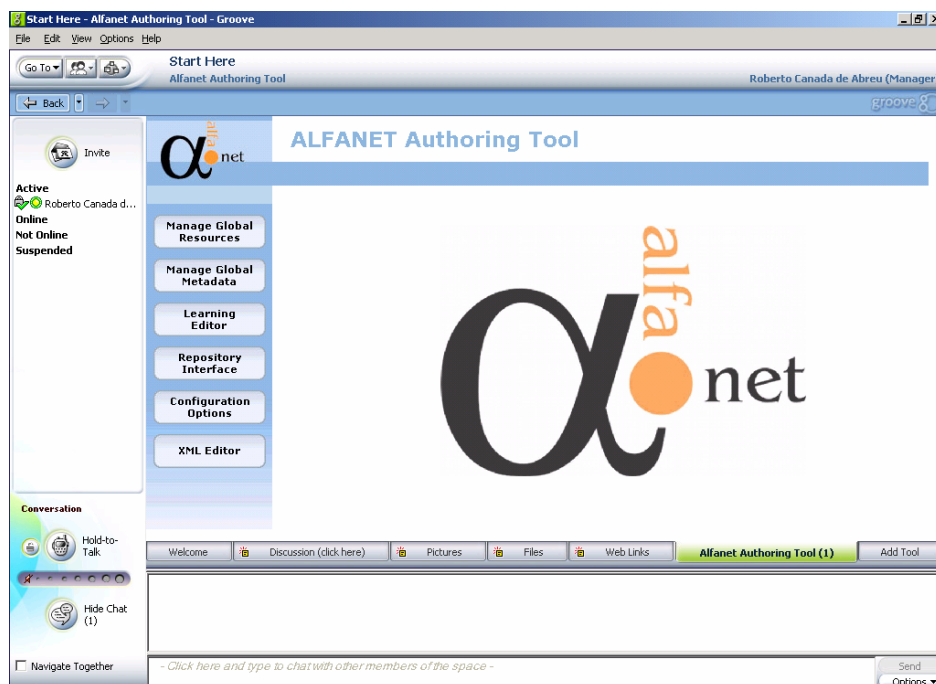 Start Here - Alfanet Authoring Tool - Groove
File Edit View Options Help
Go To
Start Here
Alfanet Authoring Tool
Roberto Canada de Abreu (Manager
Back
groove
Invite
Active
Roberto Canada d...
Online
Not Online
Suspended
alfa
net
ALFANET Authoring Tool
Manage Global
Resources
Manage Global
Metadata
Learning
Editor
Repository
Interface
Configuration
Options
XML Editor
alfa
α net
Conversation
Hold-to-
Talk
Hide Chat
(1)
Navigate Together
Welcome
Discussion (click here)
Pictures
Files
Web Links
Alfanet Authoring Tool (1)
Add Tool
- Click here and type to chat with other members of the space -
Send
Options